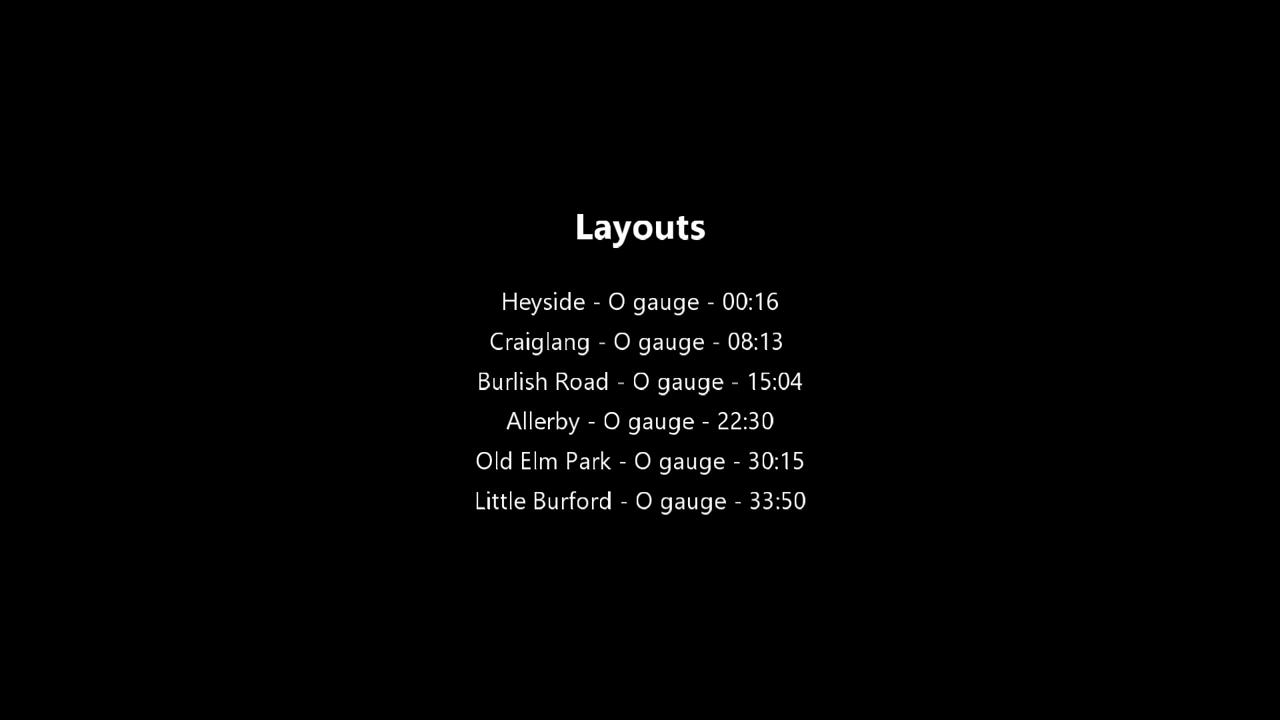 Layouts
Heyside - O gauge - 00:16
Craiglang - O gauge - 08:13
Burlish Road - O gauge - 15:04
Allerby - O gauge - 22:30
Old Elm Park - O gauge - 30:15
Little Burford - O gauge - 33:50